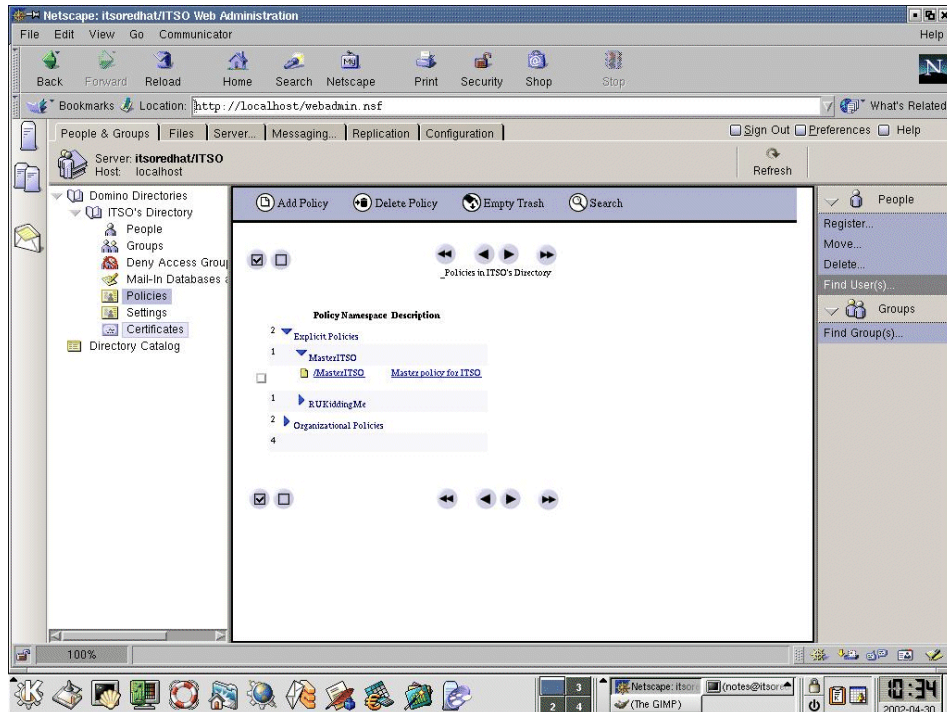 Netscape: itsoredhat/ITSO Web Administration
File Edit View Go Communicator Help
Back Forward Reload Home Search Netscape Print Security Shop Stop
My
N
Bookmarks Location: http://localhost/webadmin.nsf What's Related
People & Groups Files Server... Messaging... Replication Configuration Sign Out Preferences Help
Server: itsoredhat/ITSO
Host: localhost
Refresh
Domino Directories
ITSO's Directory
People
Groups
Deny Access Group
Mail-In Databases a
Policies
Settings
Certificates
Directory Catalog
Add Policy Delete Policy Empty Trash Search
_Policies in ITSO's Directory
Policy Namespace Description
2 Explicit Policies
1 MasterITSO
/MasterITSO Master policy for ITSO
1 RUKiddingMe
2 Organizational Policies
4
People
Register...
Move...
Delete...
Find User(s)...
Groups
Find Group(s)...
100%
3
2 4
Netscape: itsor
(notes@itsore
(The GIMP)
10:34
2002-04-30